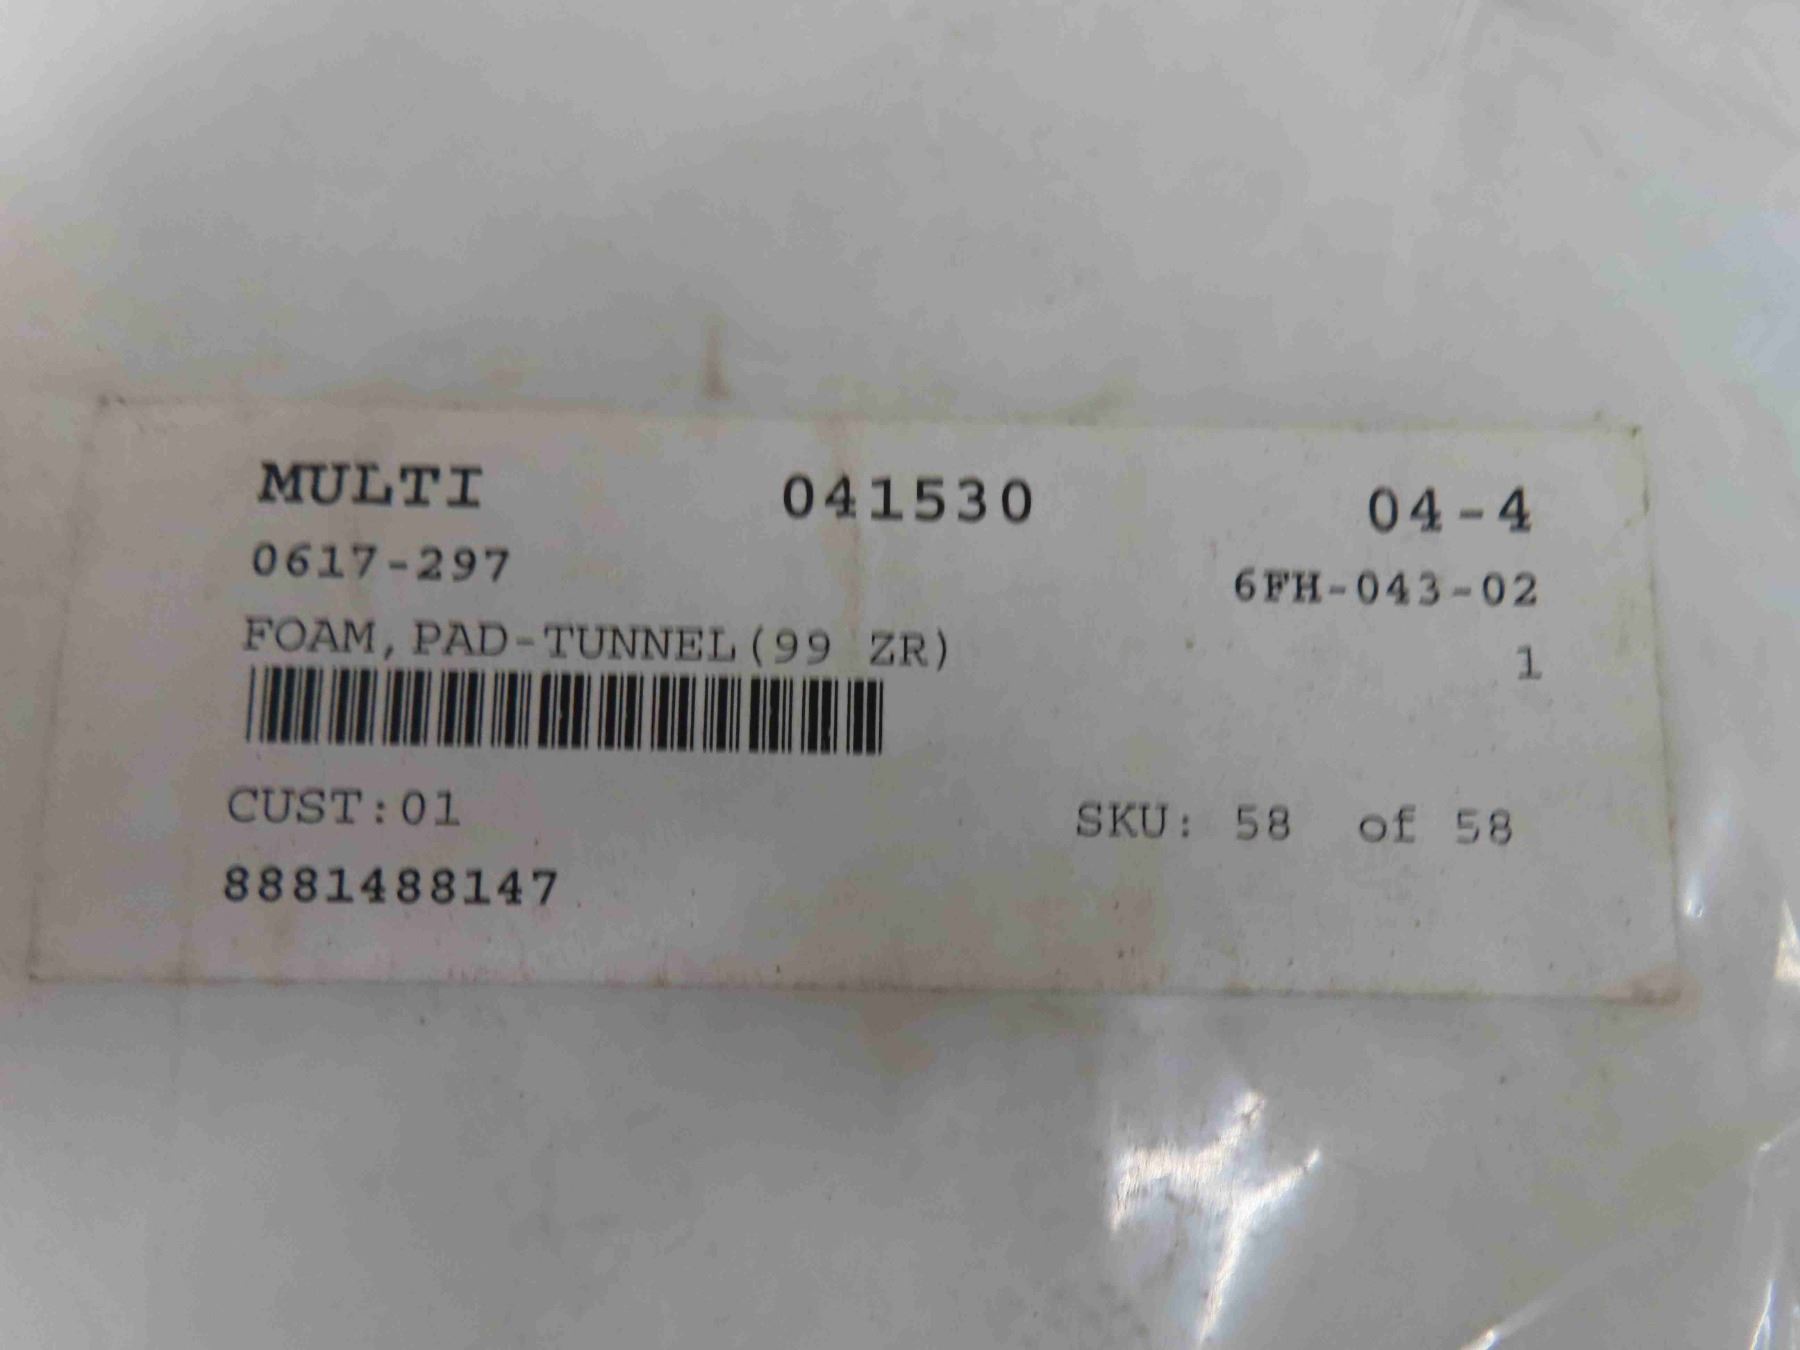 MULTI 041530 04-4
0617-297 6FH-043-02
FOAM,PAD-TUNNEL(99 ZR) 1
CUST:01 SKU: 58 of 58
8881488147